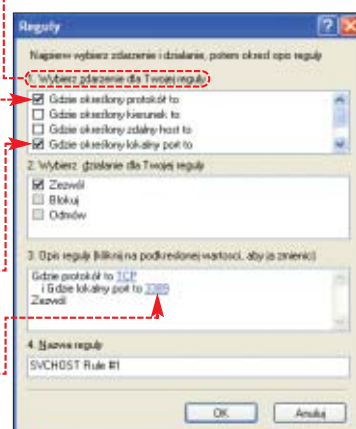 Reguły
Najpierw wybierz zdarzenie i działanie, potem określ opis reguły
1. Wybierz zdarzenie dla Twojej reguły
Gdzie określony protokół to
Gdzie określony kierunek to
Gdzie określony zdalny host to
Gdzie określony lokalny port to
2. Wybierz działanie dla Twojej reguły
Zezwól
Blokuj
Odmów
3. Opis reguły (kliknij na podkreślonej wartości, aby ją zmienić)
Gdzie protokół to TCP
i Gdzie lokalny port to 3389
Zezwól
4. Nazwa reguły
SVCHOST Rule #1
OK Anuluj